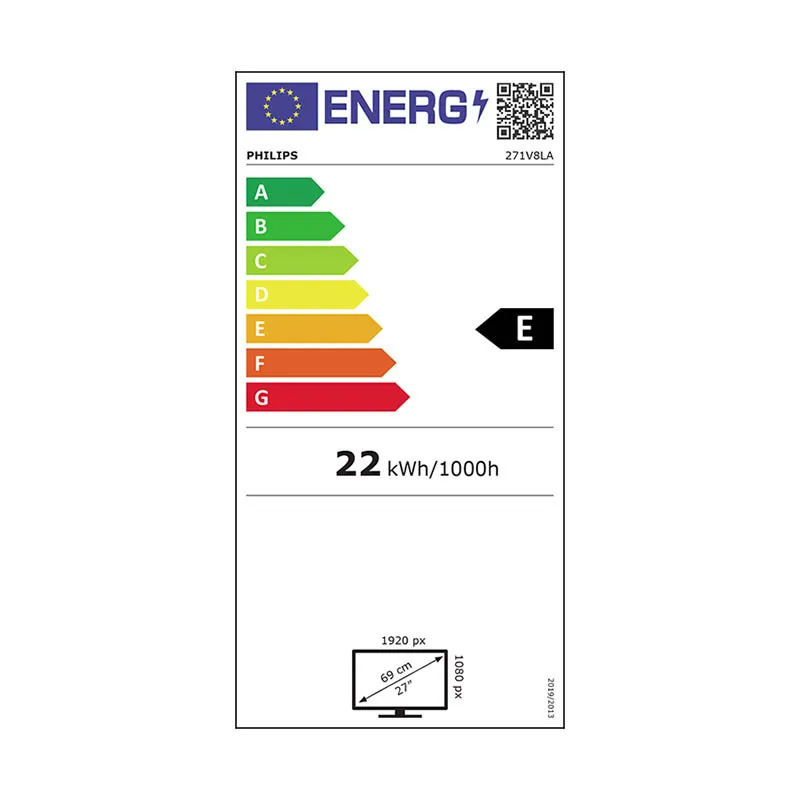 ENERG
PHILIPS 271V8LA
A
B
C
D
E
E
F
G
22 kWh/1000h
1920 px
1080 px
69 cm
27”
2019/2013